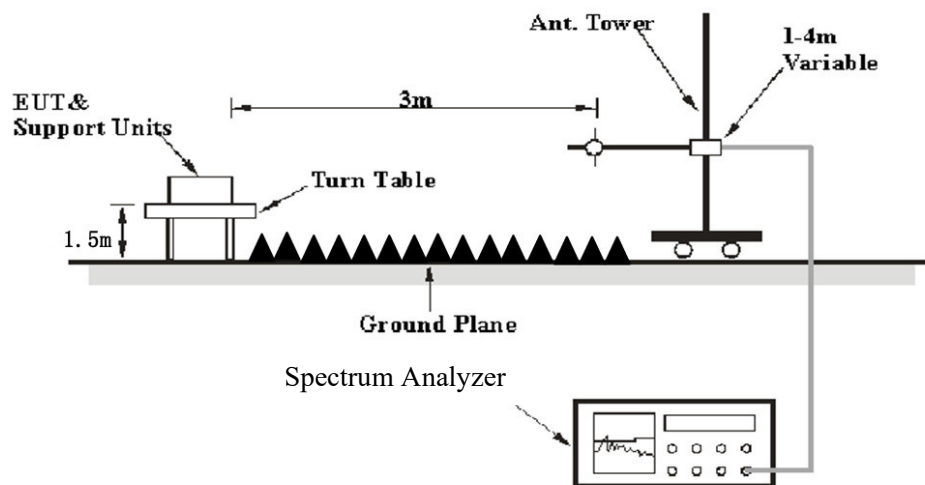 Ant. Tower
1-4m
Variable
3m
EUT&
Support Units
Turn Table
1.5m
Ground Plane
Spectrum Analyzer